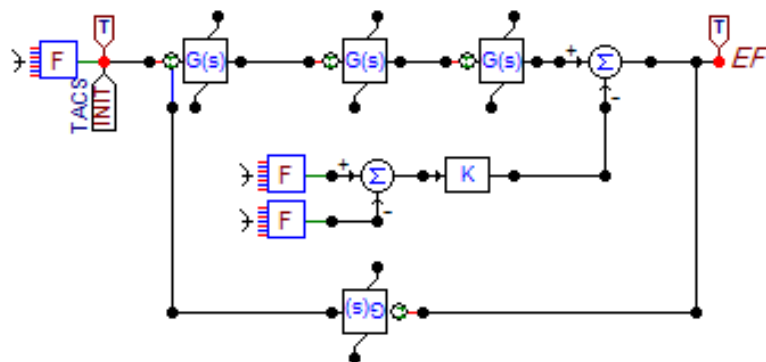 T
T
F
G(s)
G(s)
G(s)
+
Σ
EF
-
TACS
INIT
F
+
Σ
K
F
-
G(s)